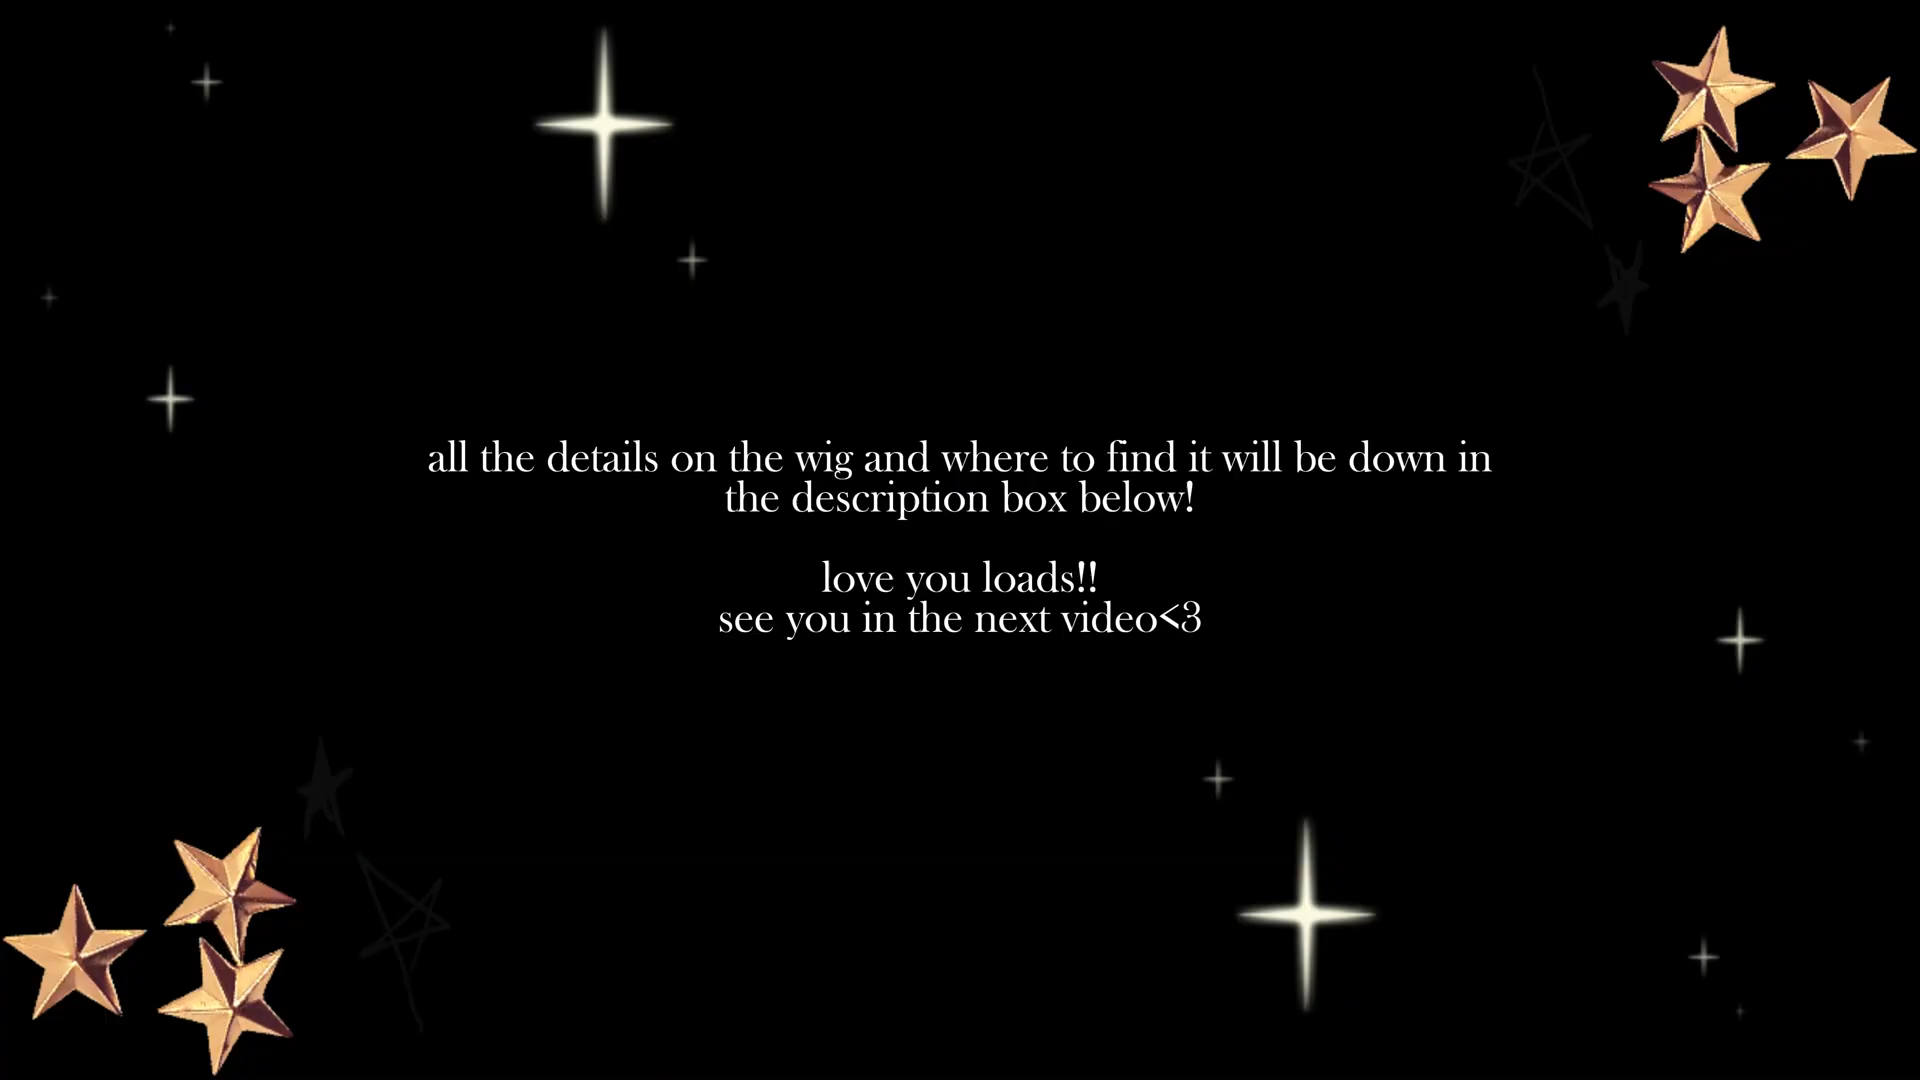 all the details on the wig and where to find it will be down in
the description box below!
love you loads!!
see you in the next video<3